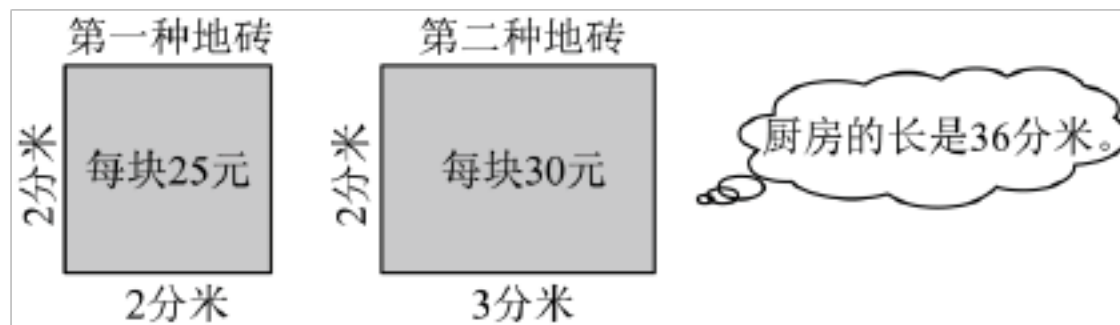 第一种地砖
2分米
每块25元
2分米
第二种地砖
2分米
每块30元
3分米
厨房的长是36分米。